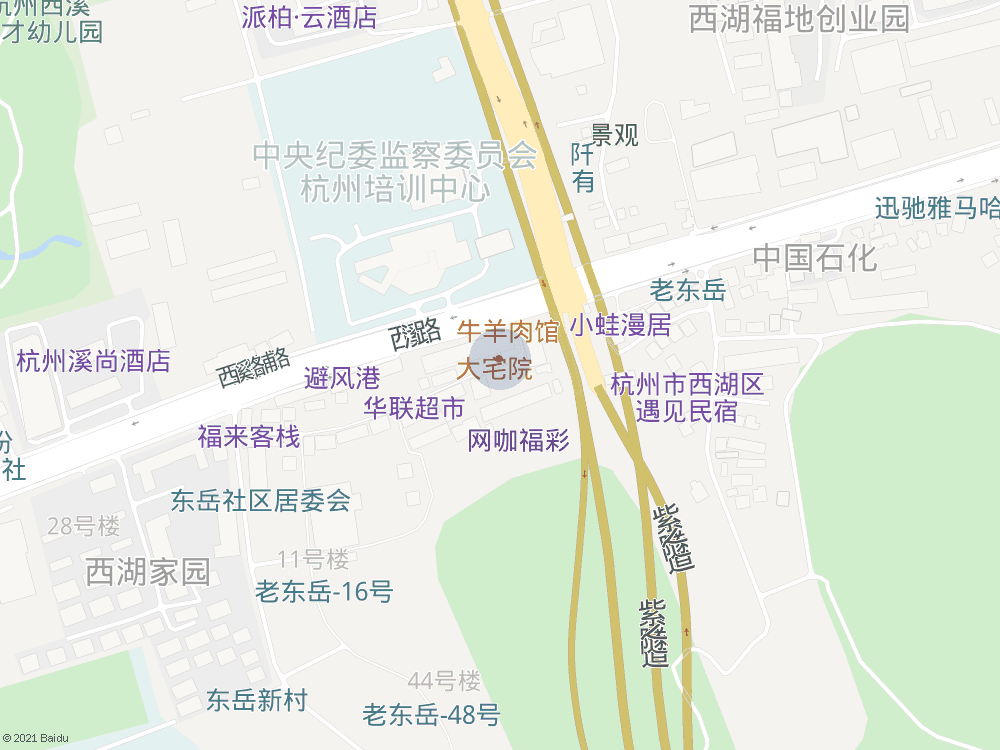 杭州西溪
才幼儿园
派柏·云酒店
西湖福地创业园
中央纪委监察委员会
杭州培训中心
景观
阡
有
迅驰雅马哈
中国石化
老东岳
西溪路
牛羊肉馆
小蛙漫居
大宅院
杭州溪尚酒店
西溪路辅路
避风港
杭州市西湖区
遇见民宿
华联超市
福来客栈
网咖福彩
社
东岳社区居委会
28号楼
11号楼
西湖家园
老东岳-16号
紫之隧道
紫之隧道
44号楼
东岳新村
老东岳-48号
© 2021 Baidu